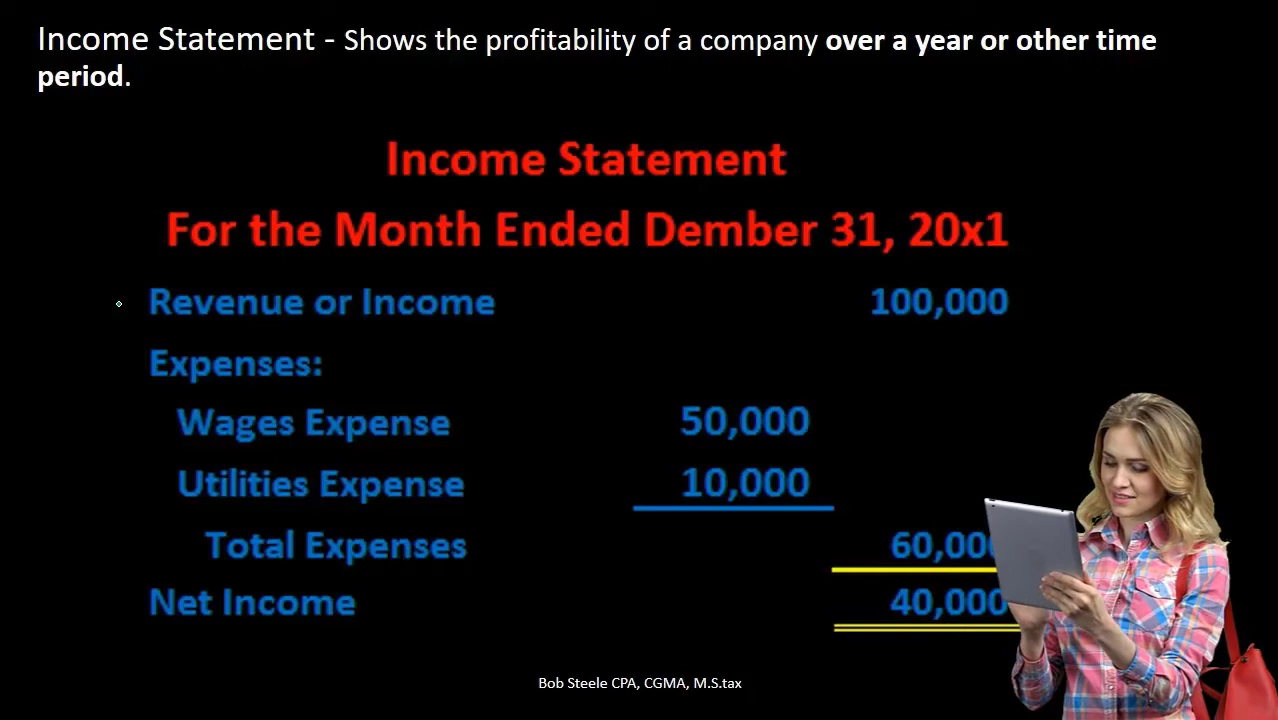 Income Statement - Shows the profitability of a company over a year or other time
period.
Income Statement
For the Month Ended Dember 31, 20x1
Revenue or Income 100,000
Expenses:
Wages Expense 50,000
Utilities Expense 10,000
Total Expenses 60,000
Net Income 40,000
Bob Steele CPA, CGMA, M.S.tax